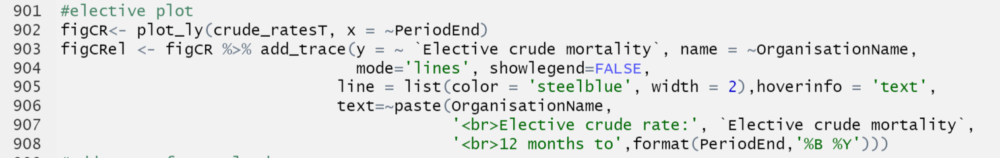 901 #elective plot
902 figCR<- plot_ly(crude_ratesT, x = ~PeriodEnd)
903 figCRel <- figCR %>% add_trace(y = ~ `Elective crude mortality`, name = ~OrganisationName,
904 mode='lines', showlegend=FALSE,
905 line = list(color = 'steelblue', width = 2),hoverinfo = 'text',
906 text=~paste(OrganisationName,
907 '<br>Elective crude rate:', `Elective crude mortality`,
908 '<br>12 months to',format(PeriodEnd,'%B %Y')))